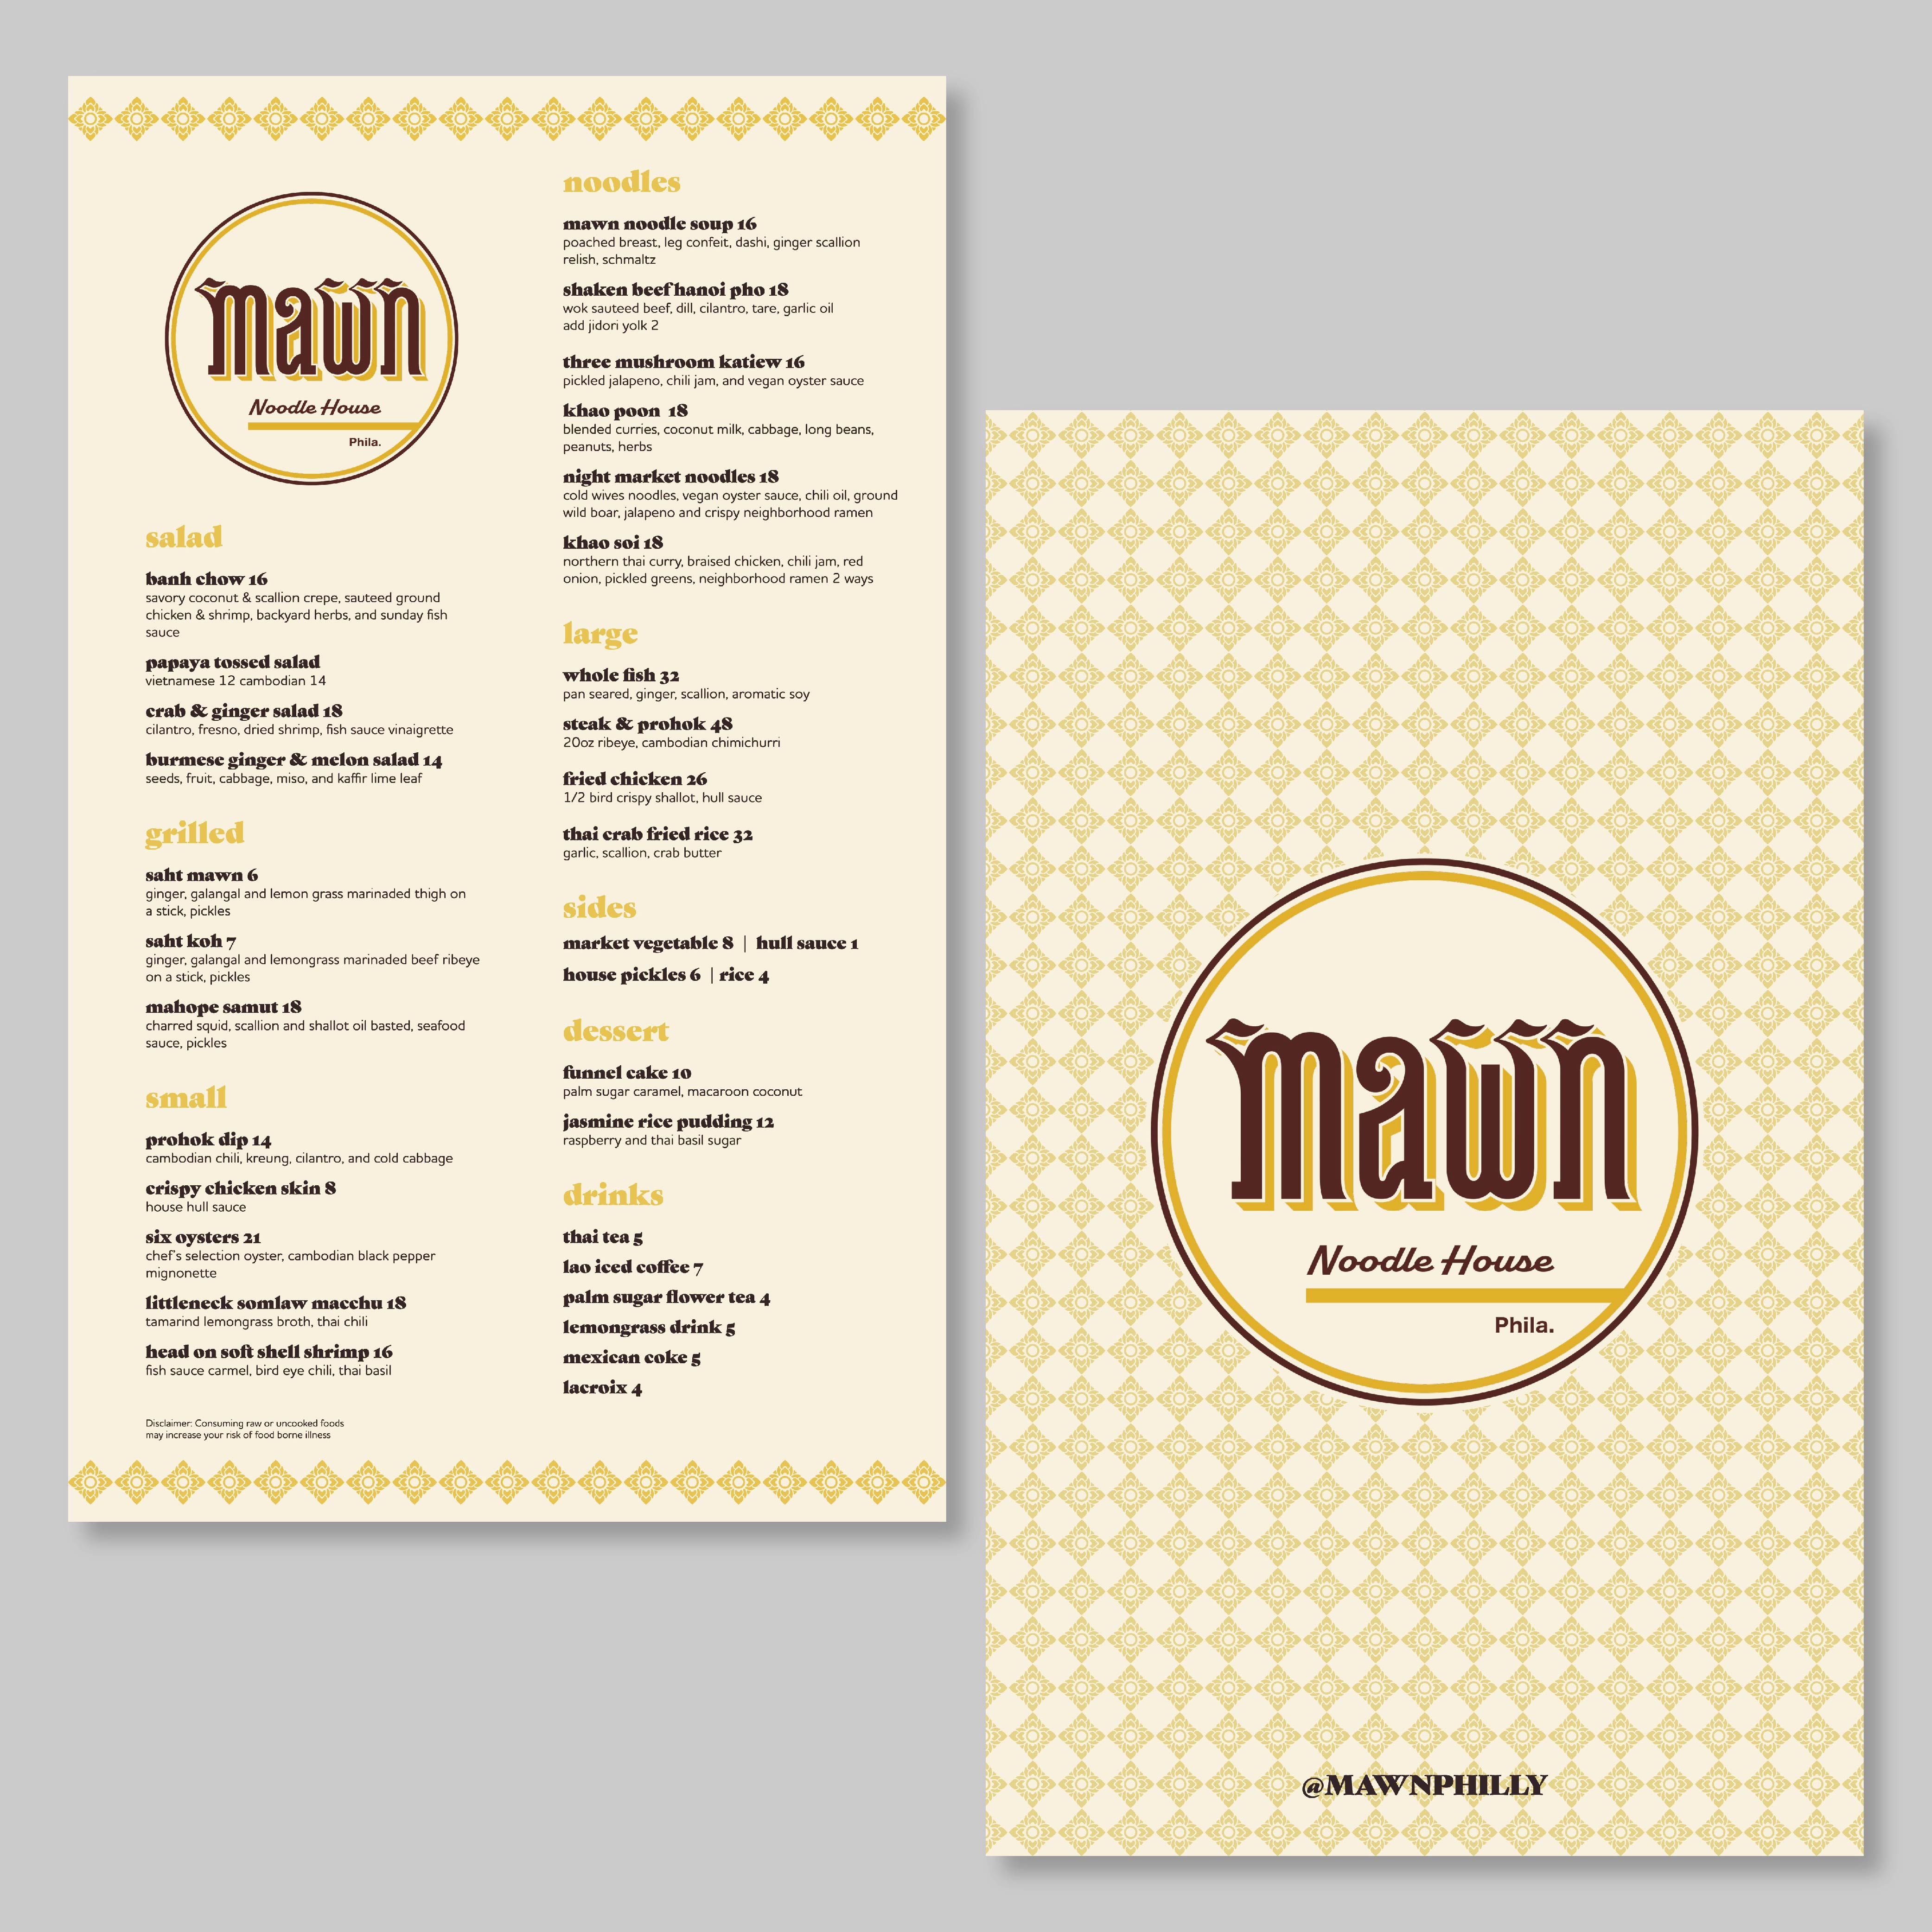 mawn
Noodle House
Phila.
salad
banh chow 16
savory coconut & scallion crepe, sauteed ground
chicken & shrimp, backyard herbs, and sunday fish
sauce
papaya tossed salad
vietnamese 12 cambodian 14
crab & ginger salad 18
cilantro, fresno, dried shrimp, fish sauce vinaigrette
burmese ginger & melon salad 14
seeds, fruit, cabbage, miso, and kaffir lime leaf
grilled
saht mawn 6
ginger, galangal and lemon grass marinaded thigh on
a stick, pickles
saht koh 7
ginger, galangal and lemongrass marinaded beef ribeye
on a stick, pickles
mahope samut 18
charred squid, scallion and shallot oil basted, seafood
sauce, pickles
small
prohok dip 14
cambodian chili, kreung, cilantro, and cold cabbage
crispy chicken skin 8
house hull sauce
six oysters 21
chef's selection oyster, cambodian black pepper
mignonette
littleneck somlaw macchu 18
tamarind lemongrass broth, thai chili
head on soft shell shrimp 16
fish sauce carmel, bird eye chili, thai basil
Disclaimer: Consuming raw or uncooked foods
may increase your risk of food borne illness
noodles
mawn noodle soup 16
poached breast, leg confeit, dashi, ginger scallion
relish, schmaltz
shaken beef hanoi pho 18
wok sauteed beef, dill, cilantro, tare, garlic oil
add jidori yolk 2
three mushroom katiew 16
pickled jalapeno, chili jam, and vegan oyster sauce
khao poon 18
blended curries, coconut milk, cabbage, long beans,
peanuts, herbs
night market noodles 18
cold wives noodles, vegan oyster sauce, chili oil, ground
wild boar, jalapeno and crispy neighborhood ramen
khao soi 18
northern thai curry, braised chicken, chili jam, red
onion, pickled greens, neighborhood ramen 2 ways
large
whole fish 32
pan seared, ginger, scallion, aromatic soy
steak & prohok 48
20oz ribeye, cambodian chimichurri
fried chicken 26
1/2 bird crispy shallot, hull sauce
thai crab fried rice 32
garlic, scallion, crab butter
sides
market vegetable 8 | hull sauce 1
house pickles 6 | rice 4
dessert
funnel cake 10
palm sugar caramel, macaroon coconut
jasmine rice pudding 12
raspberry and thai basil sugar
drinks
thai tea 5
lao iced coffee 7
palm sugar flower tea 4
lemongrass drink 5
mexican coke 5
lacroix 4
mawn
Noodle House
Phila.
@MAWNPHILLY